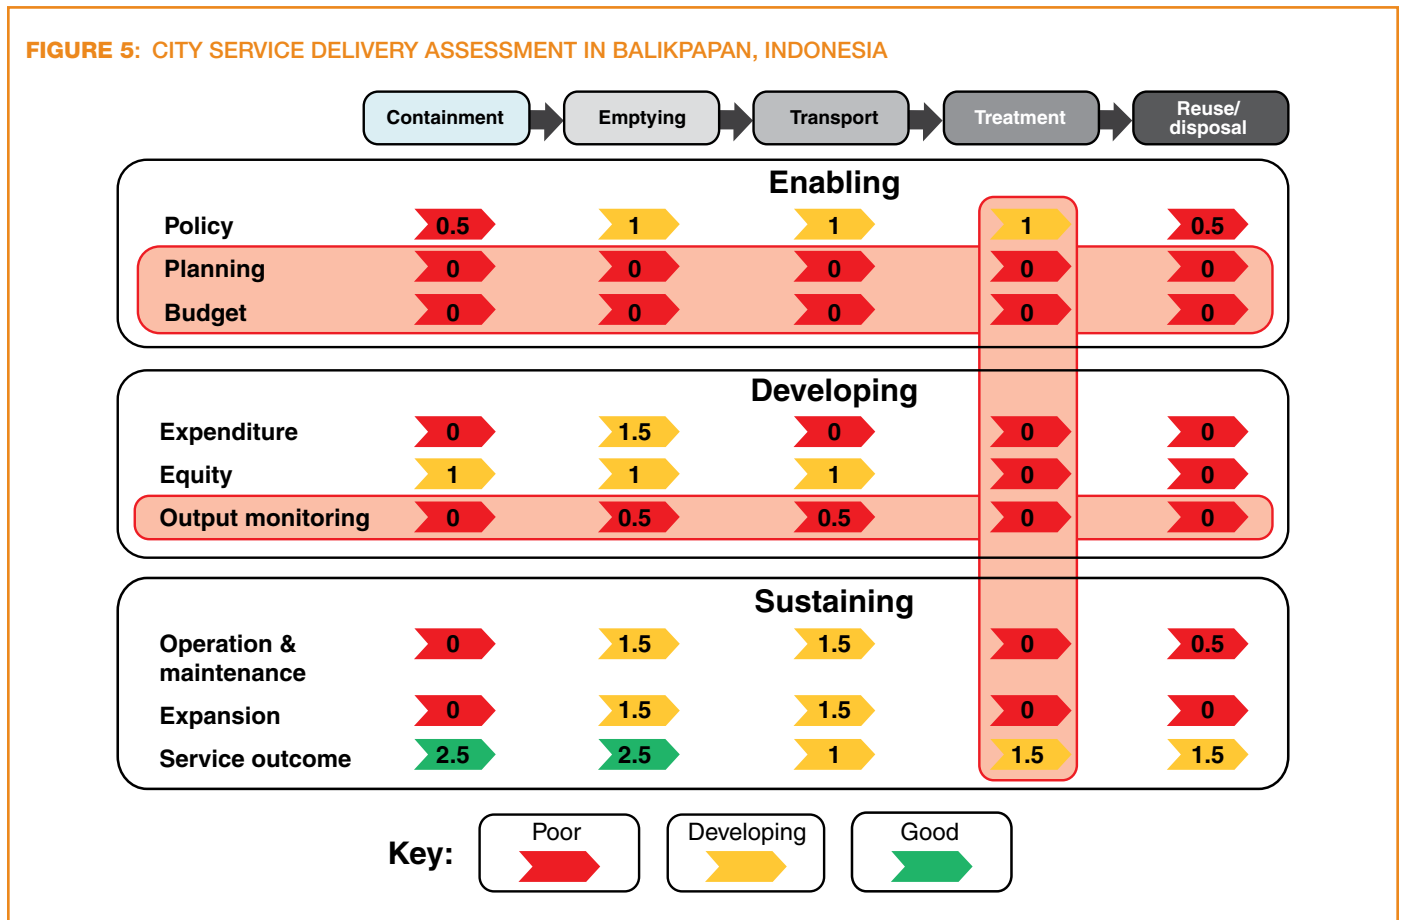 FIGURE 5: CITY SERVICE DELIVERY ASSESSMENT IN BALIKPAPAN, INDONESIA
Containment Emptying Transport Treatment Reuse/
disposal
Enabling
Policy 0.5 1 1 1 0.5
Planning 0 0 0 0 0
Budget 0 0 0 0 0
Developing
Expenditure 0 1.5 0 0 0
Equity 1 1 1 0 0
Output monitoring 0 0.5 0.5 0 0
Sustaining
Operation & 0 1.5 1.5 0 0.5
maintenance
Expansion 0 1.5 1.5 0 0
Service outcome 2.5 2.5 1 1.5 1.5
Key: Poor Developing Good